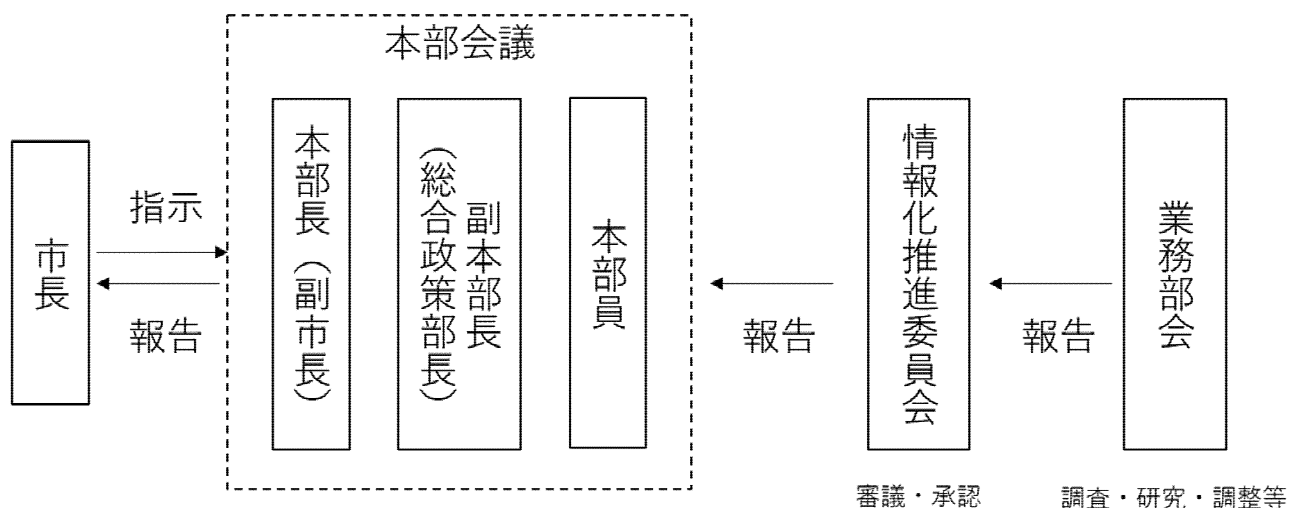 本部会議
市長
指示
報告
本部長（副市長）
副本部長
（総合政策部長）
本部員
報告
情報化推進委員会
審議・承認
報告
業務部会
調査・研究・調整等